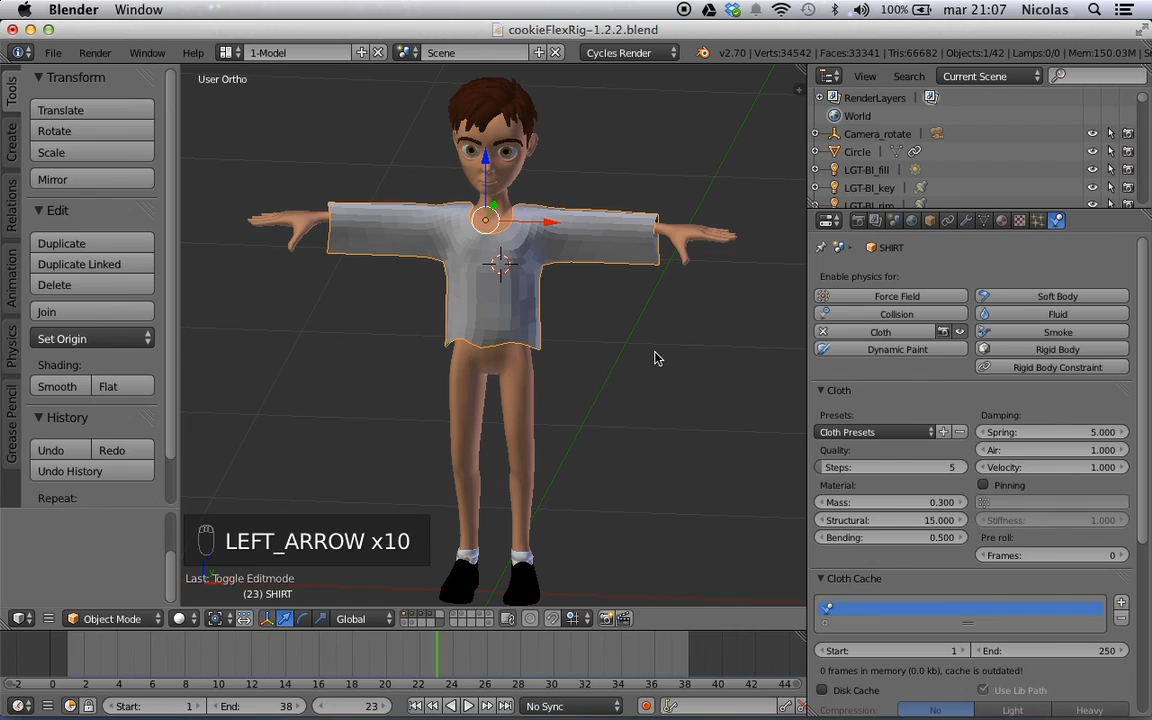 Blender Window 100% mar 21:07 Nicolas
cookieFlexRig-1.2.2.blend
File Render Window Help 1-Model Scene Cycles Render v2.70 | Verts:34542 | Faces:33341 | Tris:66682 | Objects:1/42 | Lamps:0/0 | Mem:150.03M
Tools
Create
Relations
Animation
Physics
Grease Pencil
Transform
Translate
Rotate
Scale
Mirror
Edit
Duplicate
Duplicate Linked
Delete
Join
Set Origin
Shading:
Smooth Flat
History
Undo Redo
Undo History
Repeat:
User Ortho
LEFT_ARROW x10
Last: Toggle Editmode
(23) SHIRT
Object Mode Global
-2 0 2 4 6 8 10 12 14 16 18 20 22 24 26 28 30 32 34 36 38 40 42 44
Start: 1 End: 38 23 No Sync
View Search Current Scene
RenderLayers
World
Camera_rotate
Circle
LGT-BI_fill
LGT-BI_key
LGT-BI_rim
SHIRT
Enable physics for:
Force Field Soft Body
Collision Fluid
Cloth Smoke
Dynamic Paint Rigid Body
Rigid Body Constraint
Cloth
Presets: Damping:
Cloth Presets Spring: 5.000
Quality: Air: 1.000
Steps: 5 Velocity: 1.000
Material: Pinning
Mass: 0.300
Structural: 15.000 Stiffness: 1.000
Bending: 0.500 Pre roll:
Frames: 0
Cloth Cache
Start: 1 End: 250
0 frames in memory (0.0 kb), cache is outdated!
Disk Cache Use Lib Path
Compression: No Light Heavy